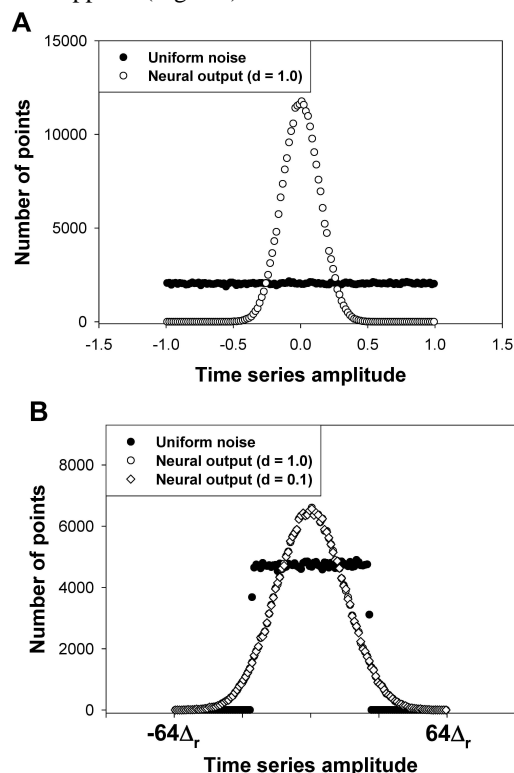 A
15000
Uniform noise
Neural output (d = 1.0)
10000
Number of points
5000
0
-1.5 -1.0 -0.5 0.0 0.5 1.0 1.5
Time series amplitude
B
Uniform noise
8000
Neural output (d = 1.0)
Neural output (d = 0.1)
6000
Number of points
4000
2000
0
-64Δr 64Δr
Time series amplitude